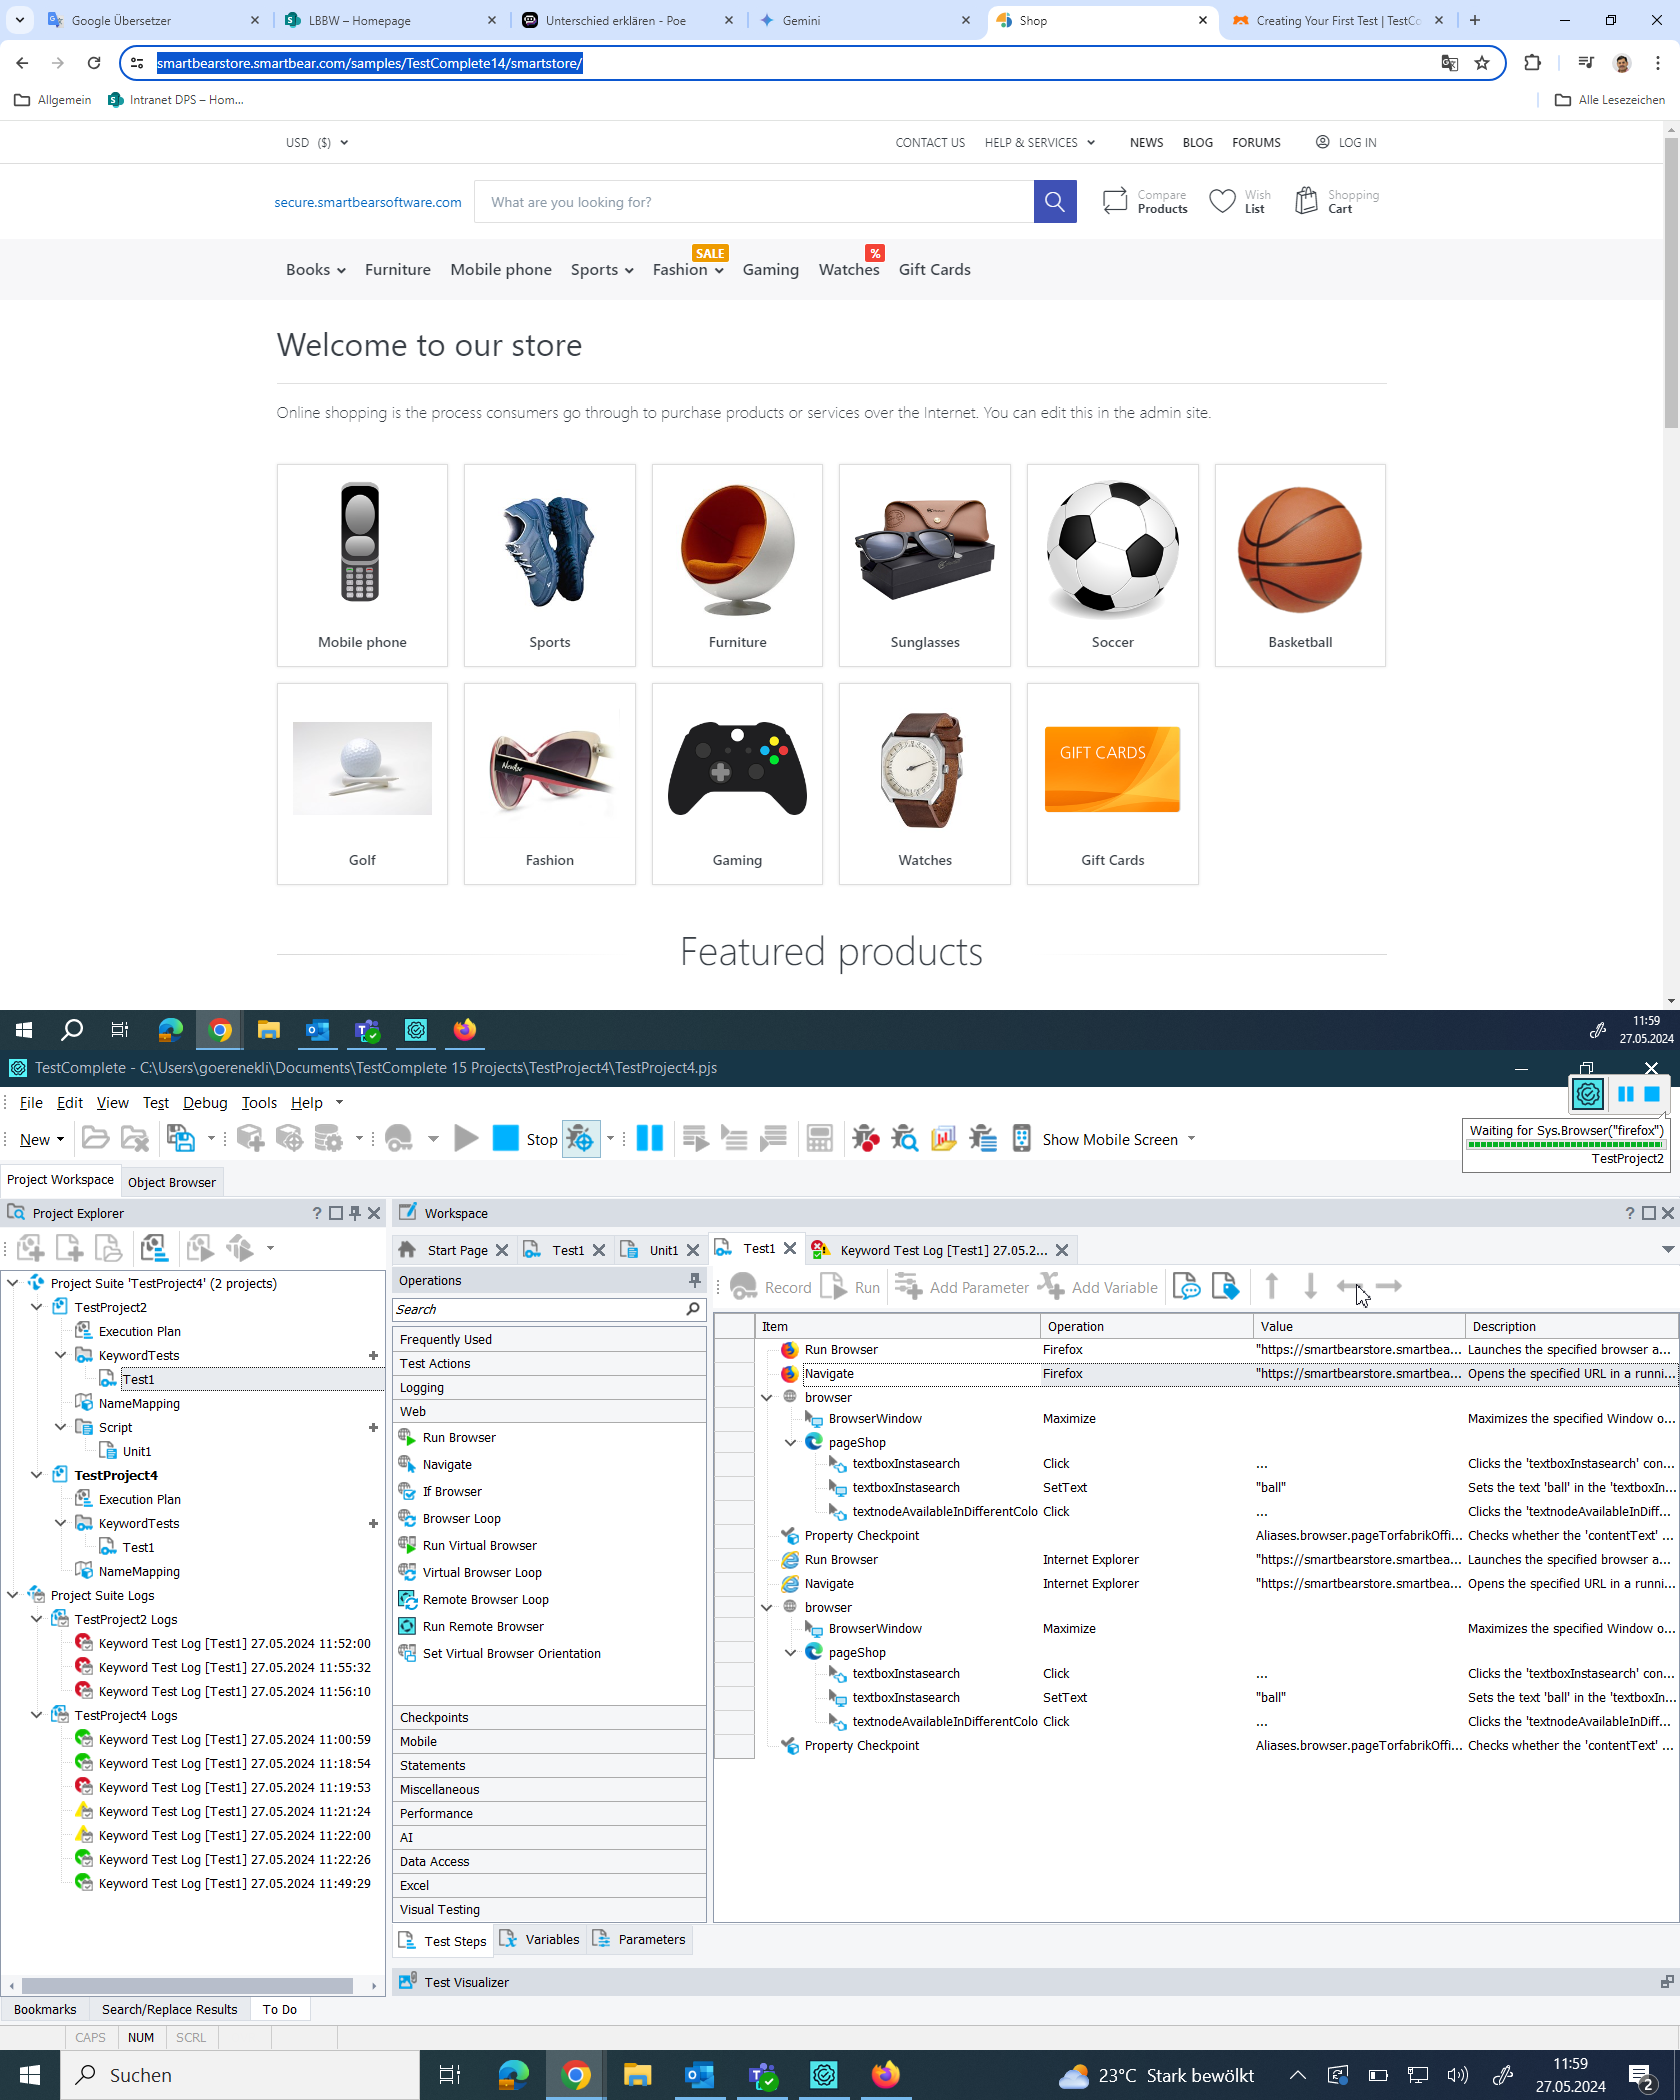 Google Übersetzer
LBBW – Homepage
Unterschied erklären - Poe
Gemini
Shop
Creating Your First Test | TestCo
smartbearstore.smartbear.com/samples/TestComplete14/smartstore/
Allgemein
Intranet DPS – Hom...
Alle Lesezeichen
USD ($)
CONTACT US
HELP & SERVICES
NEWS
BLOG
FORUMS
LOG IN
secure.smartbearsoftware.com
What are you looking for?
Compare
Products
Wish
List
Shopping
Cart
SALE
%
Books
Furniture
Mobile phone
Sports
Fashion
Gaming
Watches
Gift Cards
Welcome to our store
Online shopping is the process consumers go through to purchase products or services over the Internet. You can edit this in the admin site.
Mobile phone
Sports
Furniture
Sunglasses
Soccer
Basketball
GIFT CARDS
Golf
Fashion
Gaming
Watches
Gift Cards
Featured products
11:59
27.05.2024
TestComplete - C:\Users\goerenekli\Documents\TestComplete 15 Projects\TestProject4\TestProject4.pjs
File Edit View Test Debug Tools Help
New
Stop
Show Mobile Screen
Waiting for Sys.Browser("firefox")
TestProject2
Project Workspace
Object Browser
Project Explorer
Workspace
Start Page
Test1
Unit1
Test1
Keyword Test Log [Test1] 27.05.2...
Project Suite 'TestProject4' (2 projects)
TestProject2
Execution Plan
KeywordTests
Test1
NameMapping
Script
Unit1
TestProject4
Execution Plan
KeywordTests
Test1
NameMapping
Project Suite Logs
TestProject2 Logs
Keyword Test Log [Test1] 27.05.2024 11:52:00
Keyword Test Log [Test1] 27.05.2024 11:55:32
Keyword Test Log [Test1] 27.05.2024 11:56:10
TestProject4 Logs
Keyword Test Log [Test1] 27.05.2024 11:00:59
Keyword Test Log [Test1] 27.05.2024 11:18:54
Keyword Test Log [Test1] 27.05.2024 11:19:53
Keyword Test Log [Test1] 27.05.2024 11:21:24
Keyword Test Log [Test1] 27.05.2024 11:22:00
Keyword Test Log [Test1] 27.05.2024 11:22:26
Keyword Test Log [Test1] 27.05.2024 11:49:29
Operations
Search
Frequently Used
Test Actions
Logging
Web
Run Browser
Navigate
If Browser
Browser Loop
Run Virtual Browser
Virtual Browser Loop
Remote Browser Loop
Run Remote Browser
Set Virtual Browser Orientation
Checkpoints
Mobile
Statements
Miscellaneous
Performance
AI
Data Access
Excel
Visual Testing
Record
Run
Add Parameter
Add Variable
Item Operation Value Description
Run Browser Firefox "https://smartbearstore.smartbea... Launches the specified browser a...
Navigate Firefox "https://smartbearstore.smartbea... Opens the specified URL in a runni...
browser
BrowserWindow Maximize Maximizes the specified Window o...
pageShop
textboxInstasearch Click ... Clicks the 'textboxInstasearch' con...
textboxInstasearch SetText "ball" Sets the text 'ball' in the 'textboxIn...
textnodeAvailableInDifferentColo Click ... Clicks the 'textnodeAvailableInDiff...
Property Checkpoint Aliases.browser.pageTorfabrikOffi... Checks whether the 'contentText' ...
Run Browser Internet Explorer "https://smartbearstore.smartbea... Launches the specified browser a...
Navigate Internet Explorer "https://smartbearstore.smartbea... Opens the specified URL in a runni...
browser
BrowserWindow Maximize Maximizes the specified Window o...
pageShop
textboxInstasearch Click ... Clicks the 'textboxInstasearch' con...
textboxInstasearch SetText "ball" Sets the text 'ball' in the 'textboxIn...
textnodeAvailableInDifferentColo Click ... Clicks the 'textnodeAvailableInDiff...
Property Checkpoint Aliases.browser.pageTorfabrikOffi... Checks whether the 'contentText' ...
Test Steps
Variables
Parameters
Test Visualizer
Bookmarks
Search/Replace Results
To Do
CAPS
NUM
SCRL
Suchen
23°C Stark bewölkt
11:59
27.05.2024
2